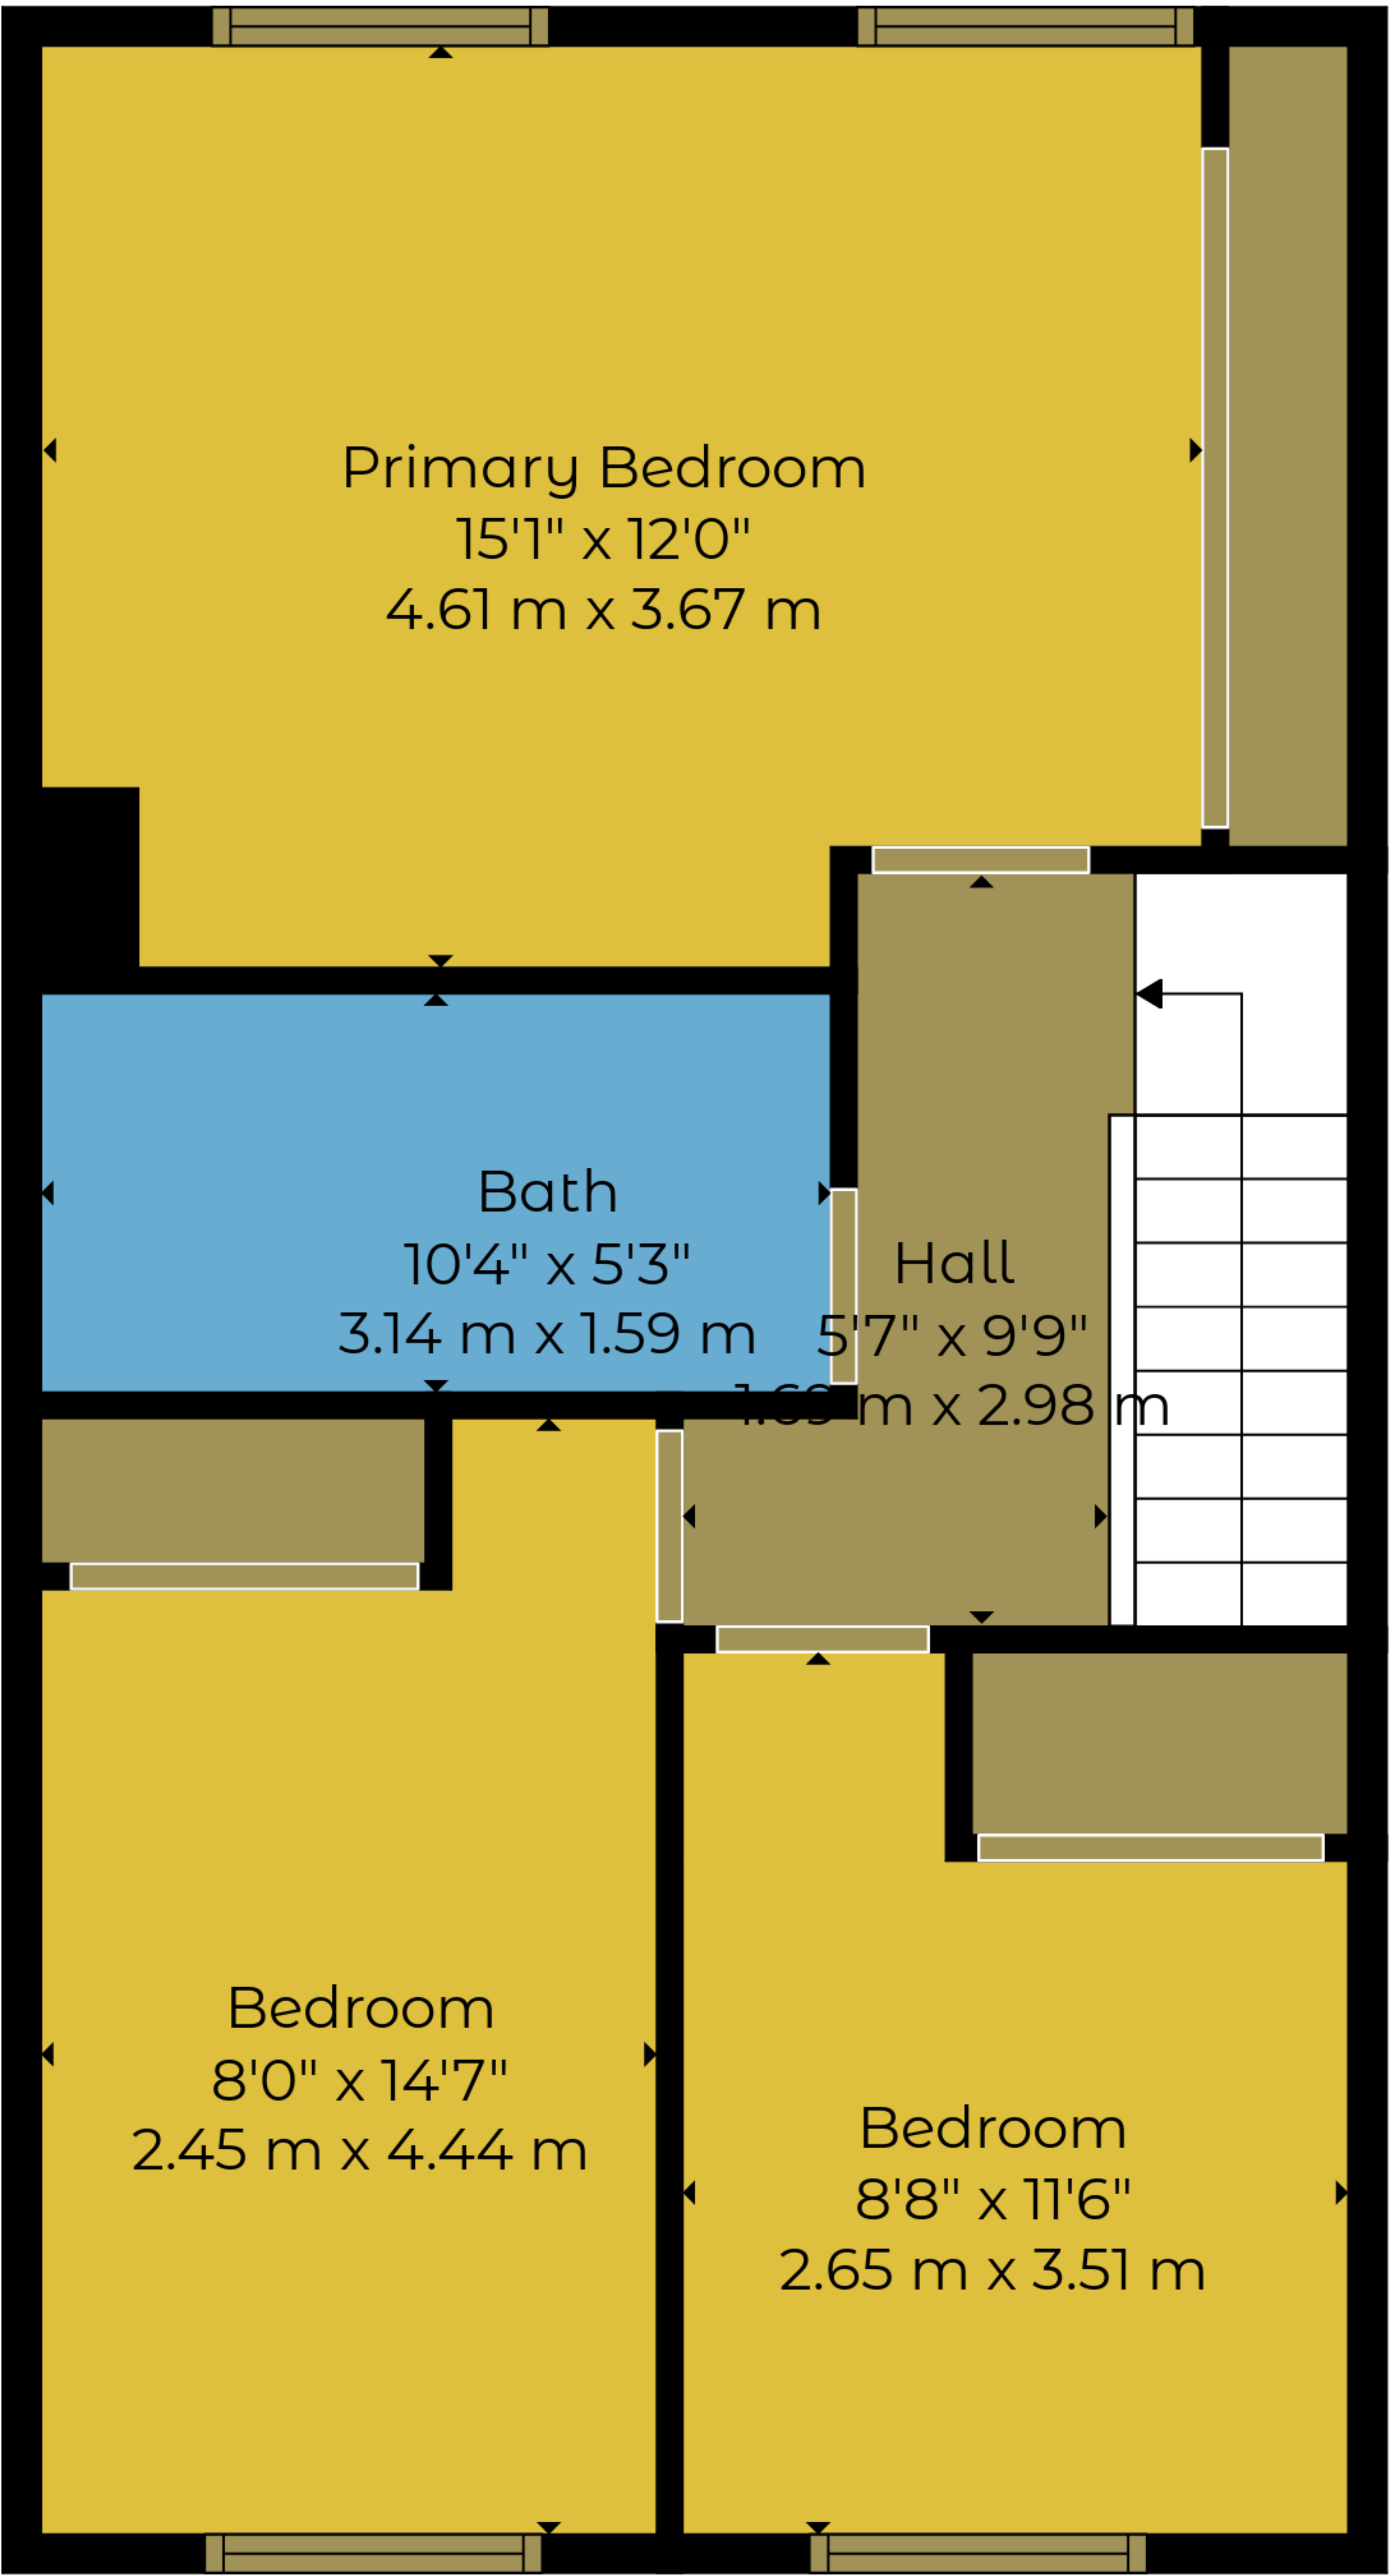 Primary Bedroom
15'1" x 12'0"
4.61 m x 3.67 m
Bath
10'4" x 5'3"
3.14 m x 1.59 m
Hall
5'7" x 9'9"
1.69 m x 2.98 m
Bedroom
8'0" x 14'7"
2.45 m x 4.44 m
Bedroom
8'8" x 11'6"
2.65 m x 3.51 m